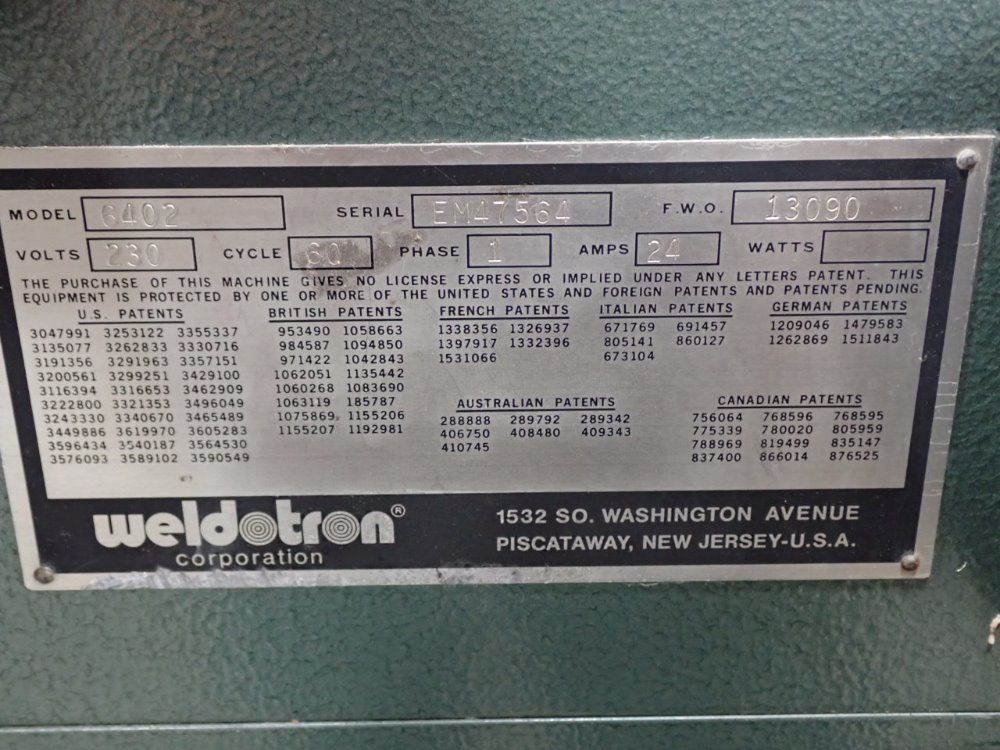 MODEL 6402 SERIAL EM47564 F.W.O. 13090
VOLTS 230 CYCLE 60 PHASE 1 AMPS 24 WATTS
THE PURCHASE OF THIS MACHINE GIVES NO LICENSE EXPRESS OR IMPLIED UNDER ANY LETTERS PATENT. THIS
EQUIPMENT IS PROTECTED BY ONE OR MORE OF THE UNITED STATES AND FOREIGN PATENTS AND PATENTS PENDING.
U.S. PATENTS
3047991 3253122 3355337
3135077 3262833 3330716
3191356 3291963 3357151
3200561 3299251 3429100
3116394 3316653 3462909
3222800 3321353 3496049
3243330 3340670 3465489
3449886 3619970 3605283
3596434 3540187 3564530
3576093 3589102 3590549
BRITISH PATENTS
953490 1058663
984587 1094850
971422 1042843
1062051 1135442
1060268 1083690
1063119 185787
1075869 1155206
1155207 1192981
FRENCH PATENTS
1338356 1326937
1397917 1332396
1531066
ITALIAN PATENTS
671769 691457
805141 860127
673104
GERMAN PATENTS
1209046 1479583
1262869 1511843
AUSTRALIAN PATENTS
288888 289792 289342
406750 408480 409343
410745
CANADIAN PATENTS
756064 768596 768595
775339 780020 805959
788969 819499 835147
837400 866014 876525
weldotron®
corporation
1532 SO. WASHINGTON AVENUE
PISCATAWAY, NEW JERSEY-U.S.A.